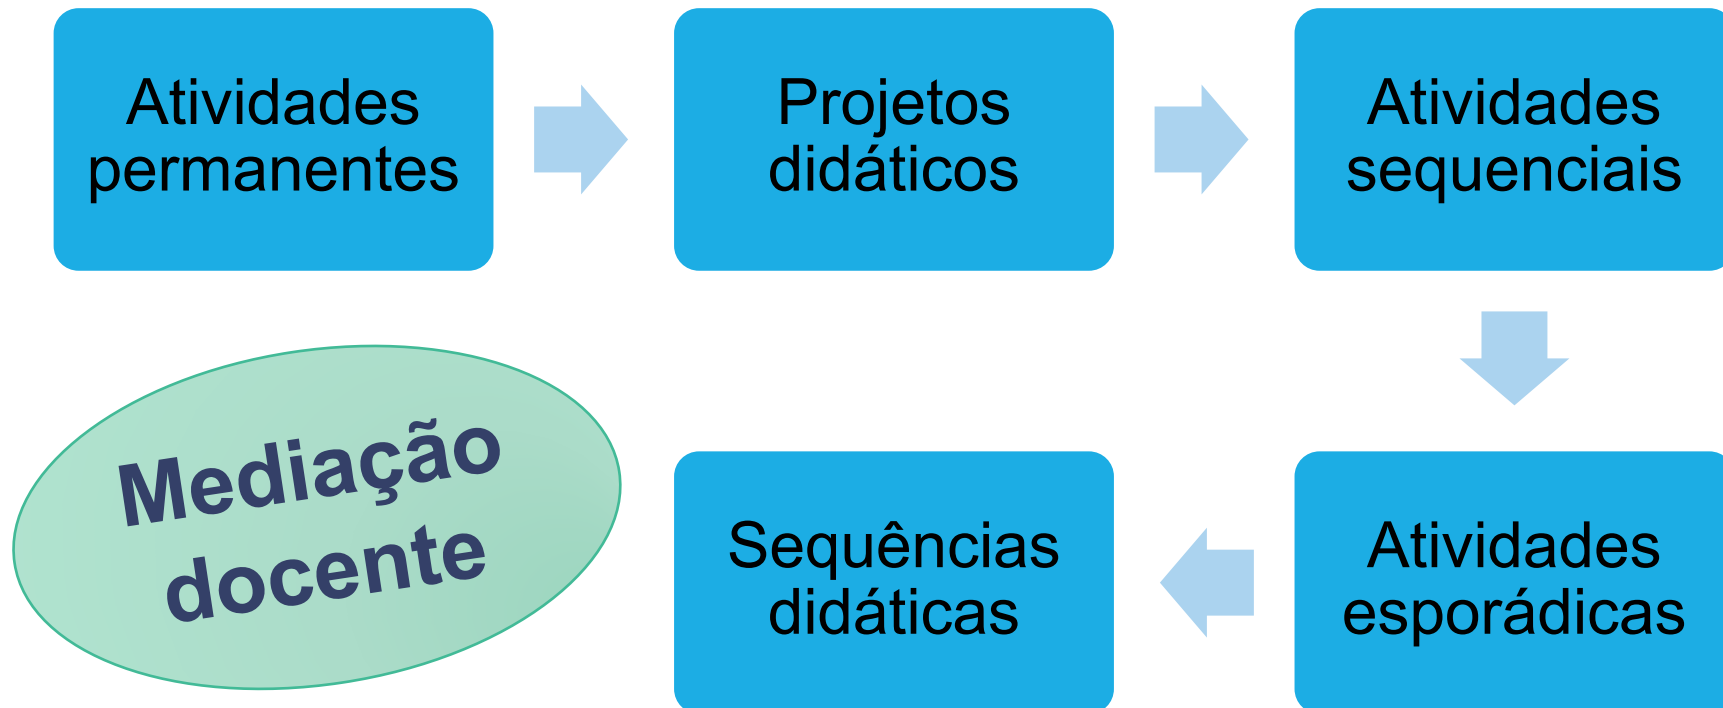 Atividades
permanentes
Projetos
didáticos
Atividades
sequenciais
Atividades
esporádicas
Sequências
didáticas
Mediação
docente